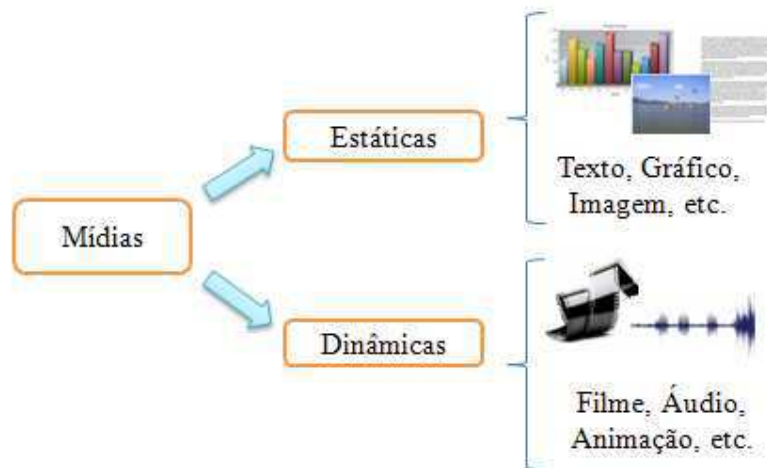 Mídias
Estáticas
Texto, Gráfico,
Imagem, etc.
Dinâmicas
Filme, Áudio,
Animação, etc.